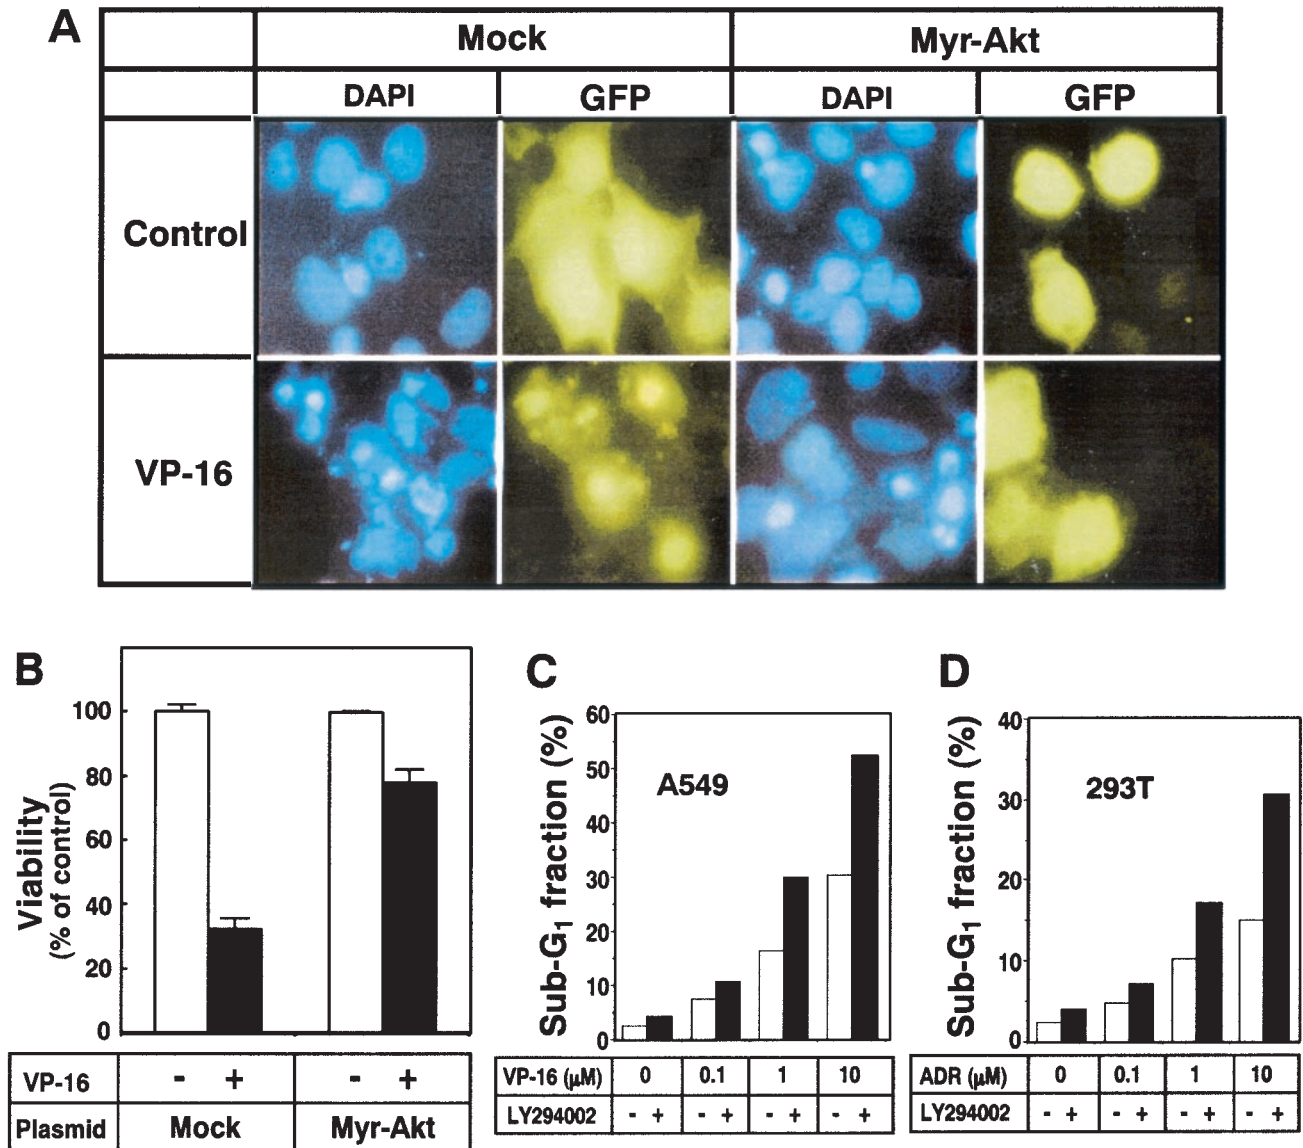 A
Mock Myr-Akt
DAPI GFP DAPI GFP
Control
VP-16
B
Viability
(% of control)
100
80
60
40
20
0
VP-16 - + - +
Plasmid Mock Myr-Akt
C
Sub-G1 fraction (%)
60
50
40
30
20
10
0
A549
VP-16 (μM) 0 0.1 1 10
LY294002 - + - + - + - +
D
Sub-G1 fraction (%)
40
30
20
10
0
293T
ADR (μM) 0 0.1 1 10
LY294002 - + - + - + - +